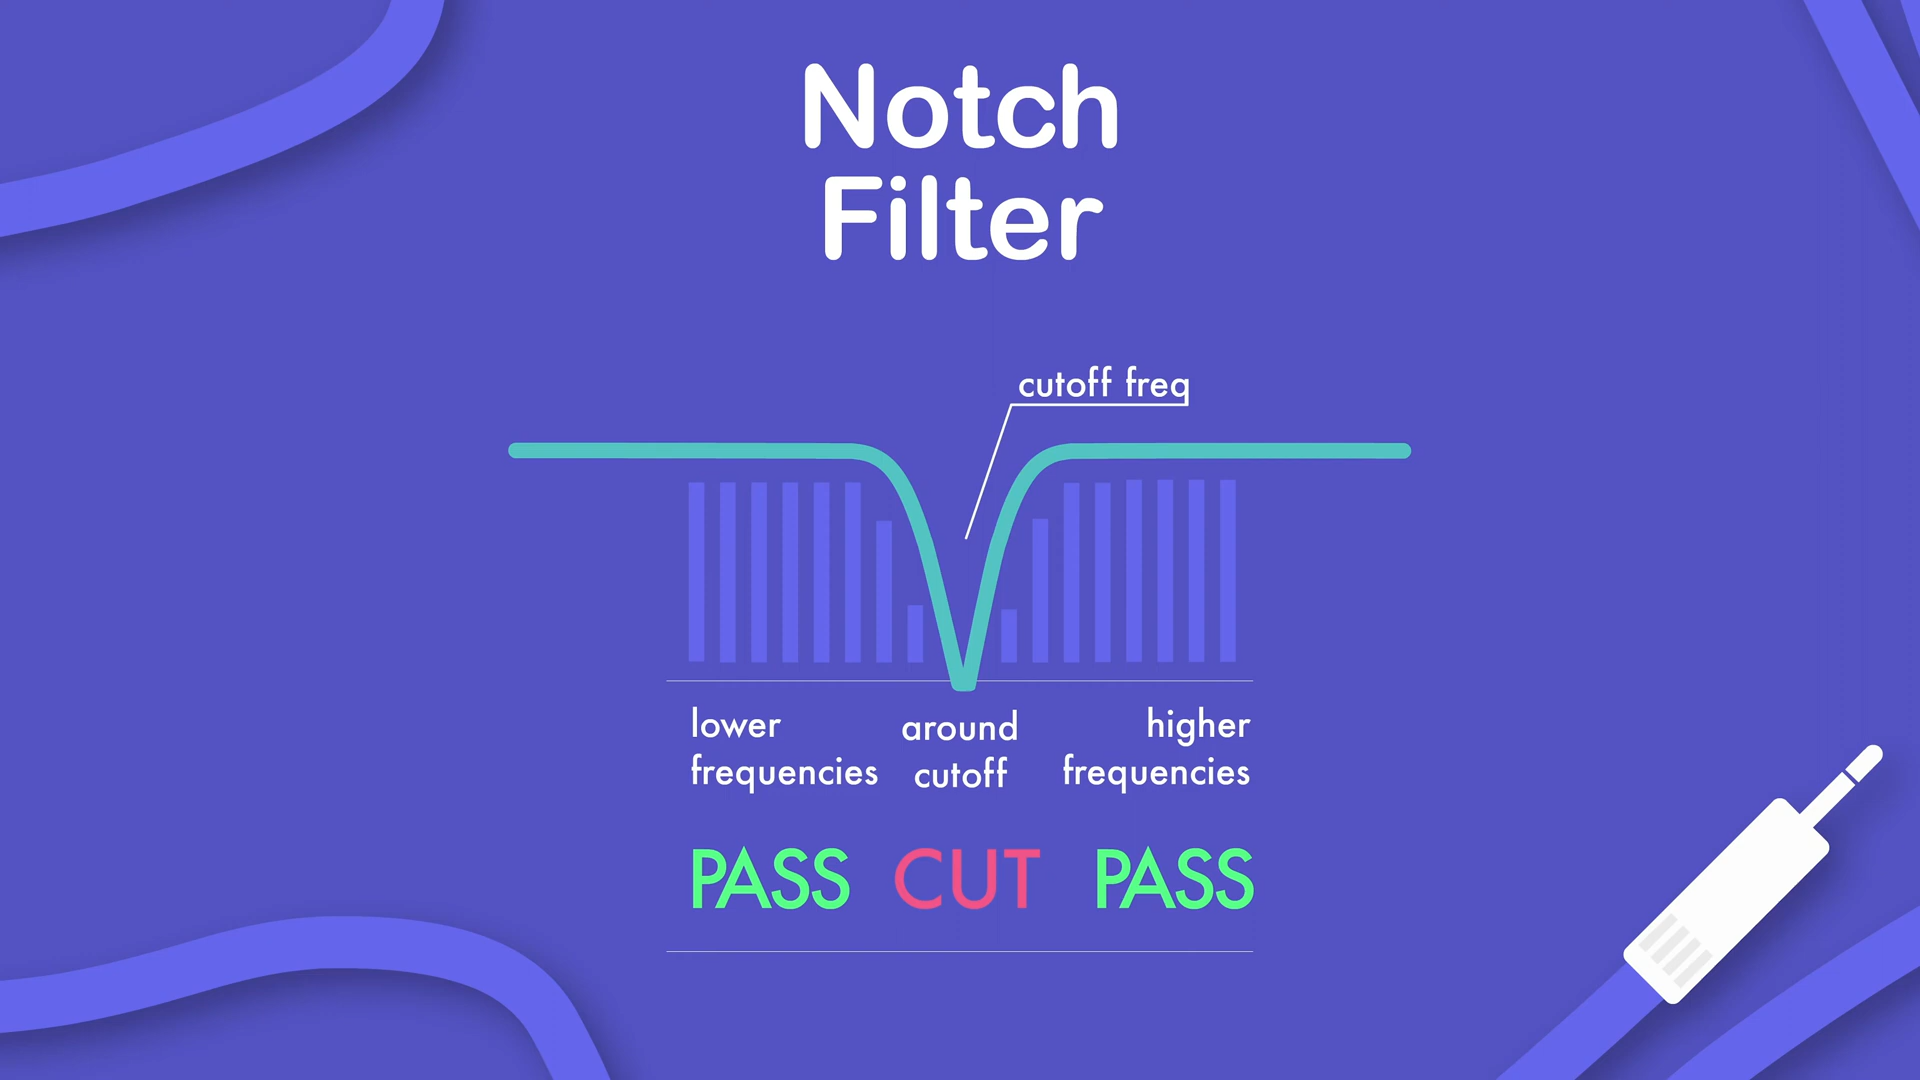 Notch
Filter
cutoff freq
lower
frequencies
around
cutoff
higher
frequencies
PASS CUT PASS